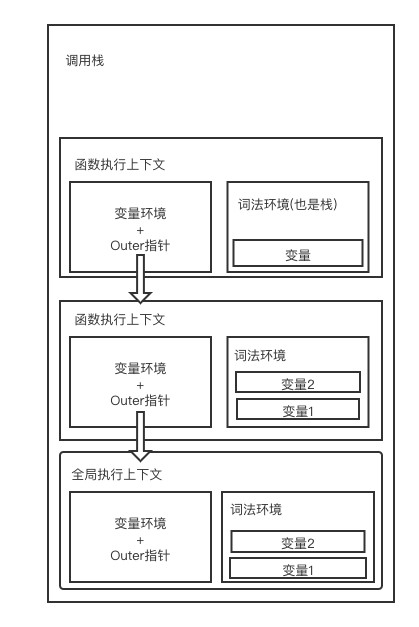 调用栈
函数执行上下文
变量环境
+
Outer指针
词法环境(也是栈)
变量
函数执行上下文
变量环境
+
Outer指针
词法环境
变量2
变量1
全局执行上下文
变量环境
+
Outer指针
词法环境
变量2
变量1